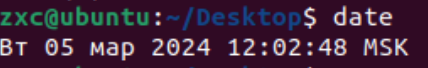 zxc@ubuntu:~/Desktop$ date
Вт 05 мар 2024 12:02:48 MSK